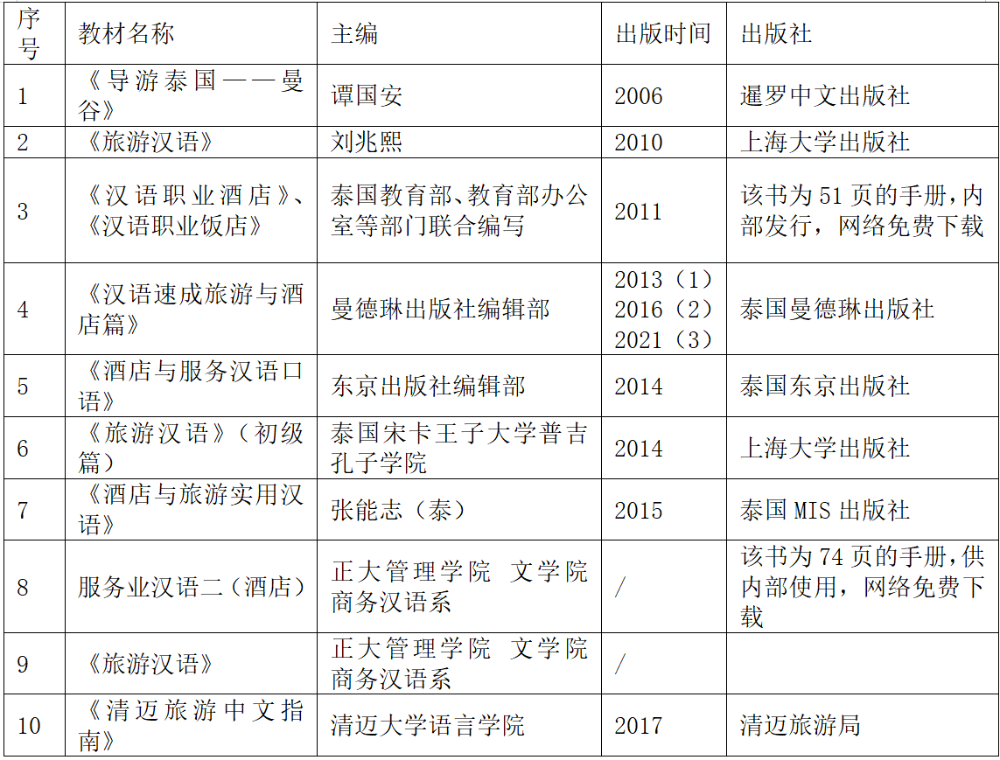 序号 教材名称 主编 出版时间 出版社
1 《导游泰国——曼谷》 谭国安 2006 暹罗中文出版社
2 《旅游汉语》 刘兆熙 2010 上海大学出版社
3 《汉语职业酒店》、《汉语职业饭店》 泰国教育部、教育部办公室等部门联合编写 2011 该书为51页的手册，内部发行，网络免费下载
4 《汉语速成旅游与酒店篇》 曼德琳出版社编辑部 2013（1） 2016（2） 2021（3） 泰国曼德琳出版社
5 《酒店与服务汉语口语》 东京出版社编辑部 2014 泰国东京出版社
6 《旅游汉语》（初级篇） 泰国宋卡王子大学普吉孔子学院 2014 上海大学出版社
7 《酒店与旅游实用汉语》 张能志（泰） 2015 泰国MIS出版社
8 服务业汉语二（酒店） 正大管理学院 文学院商务汉语系 / 该书为74页的手册，供内部使用，网络免费下载
9 《旅游汉语》 正大管理学院 文学院商务汉语系 /
10 《清迈旅游中文指南》 清迈大学语言学院 2017 清迈旅游局